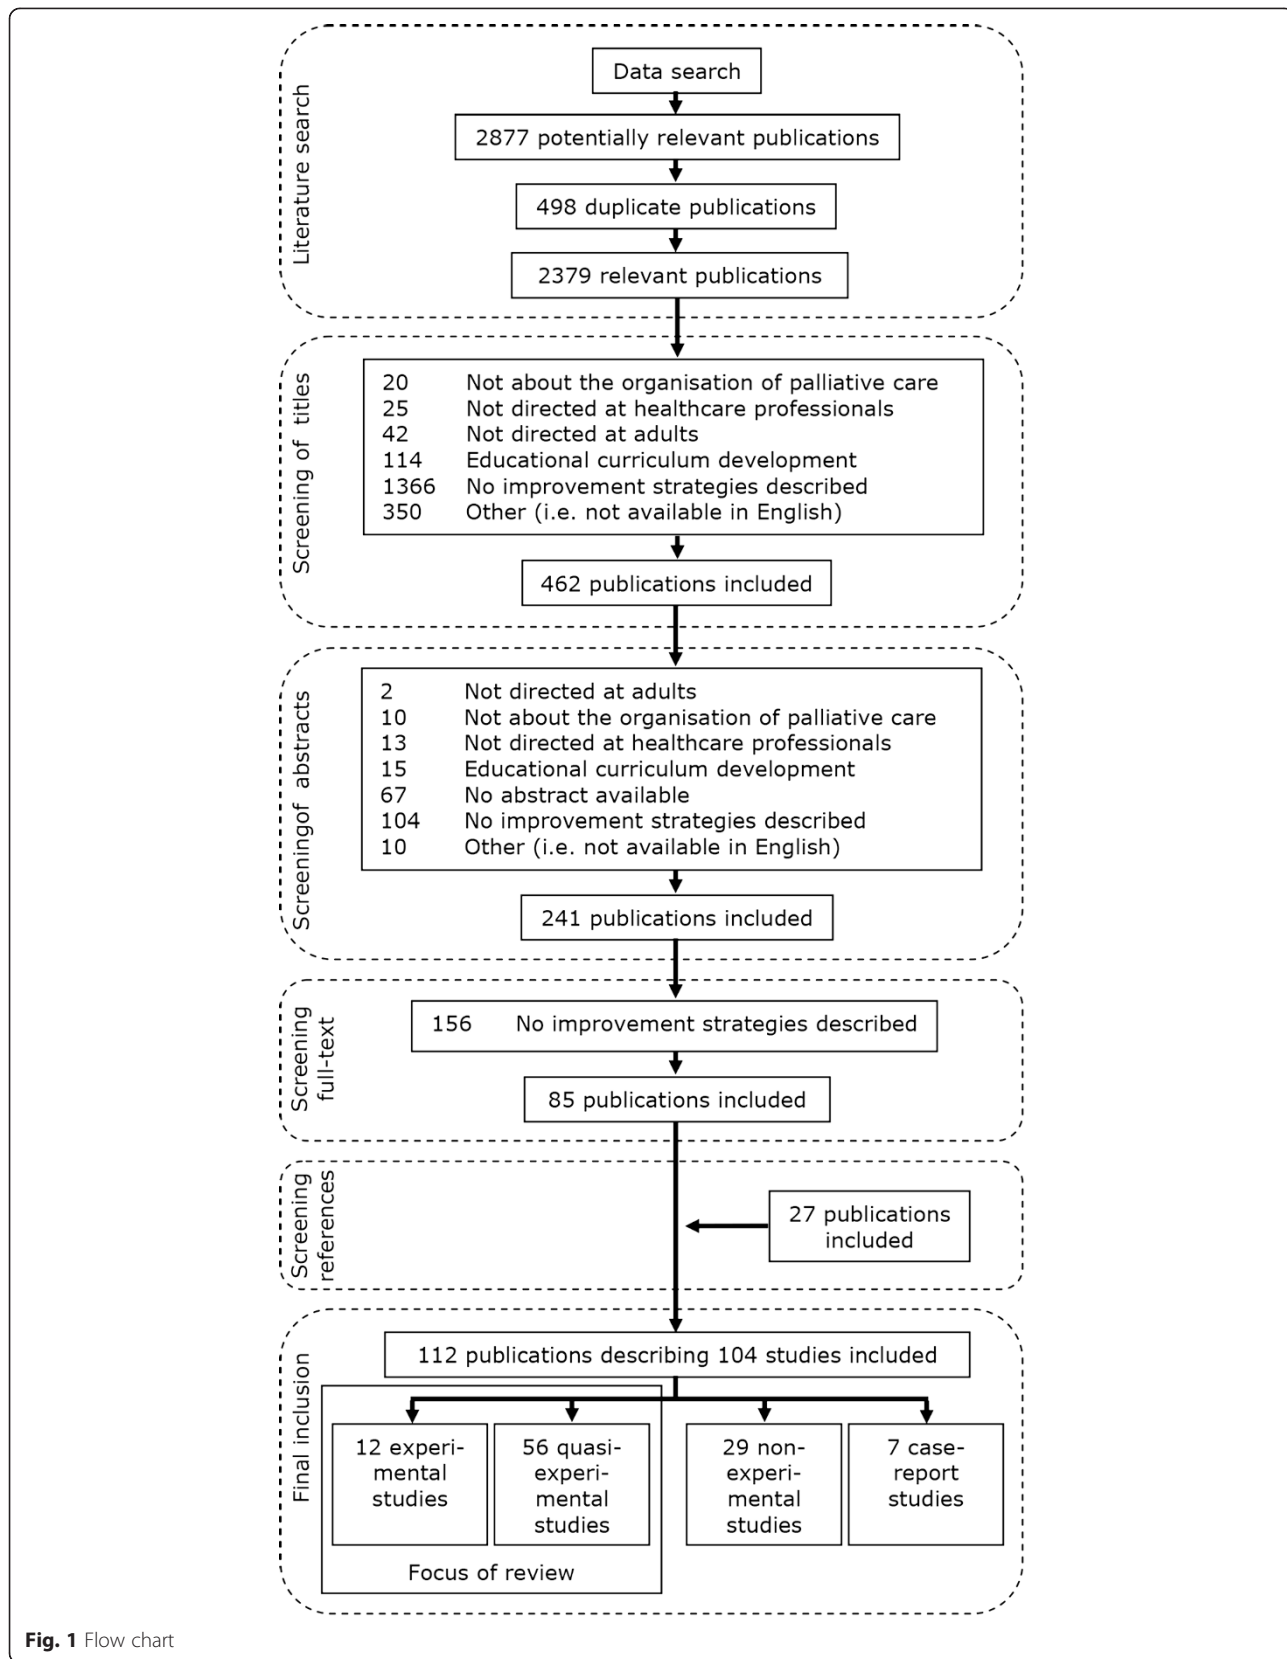 Literature search
Data search
2877 potentially relevant publications
498 duplicate publications
2379 relevant publications
Screening of titles
20 Not about the organisation of palliative care
25 Not directed at healthcare professionals
42 Not directed at adults
114 Educational curriculum development
1366 No improvement strategies described
350 Other (i.e. not available in English)
462 publications included
Screeningof abstracts
2 Not directed at adults
10 Not about the organisation of palliative care
13 Not directed at healthcare professionals
15 Educational curriculum development
67 No abstract available
104 No improvement strategies described
10 Other (i.e. not available in English)
241 publications included
Screening
full-text
156 No improvement strategies described
85 publications included
Screening
references
27 publications
included
Final inclusion
112 publications describing 104 studies included
12 experi-
mental
studies
56 quasi-
experi-
mental
studies
29 non-
experi-
mental
studies
7 case-
report
studies
Focus of review
Fig. 1 Flow chart